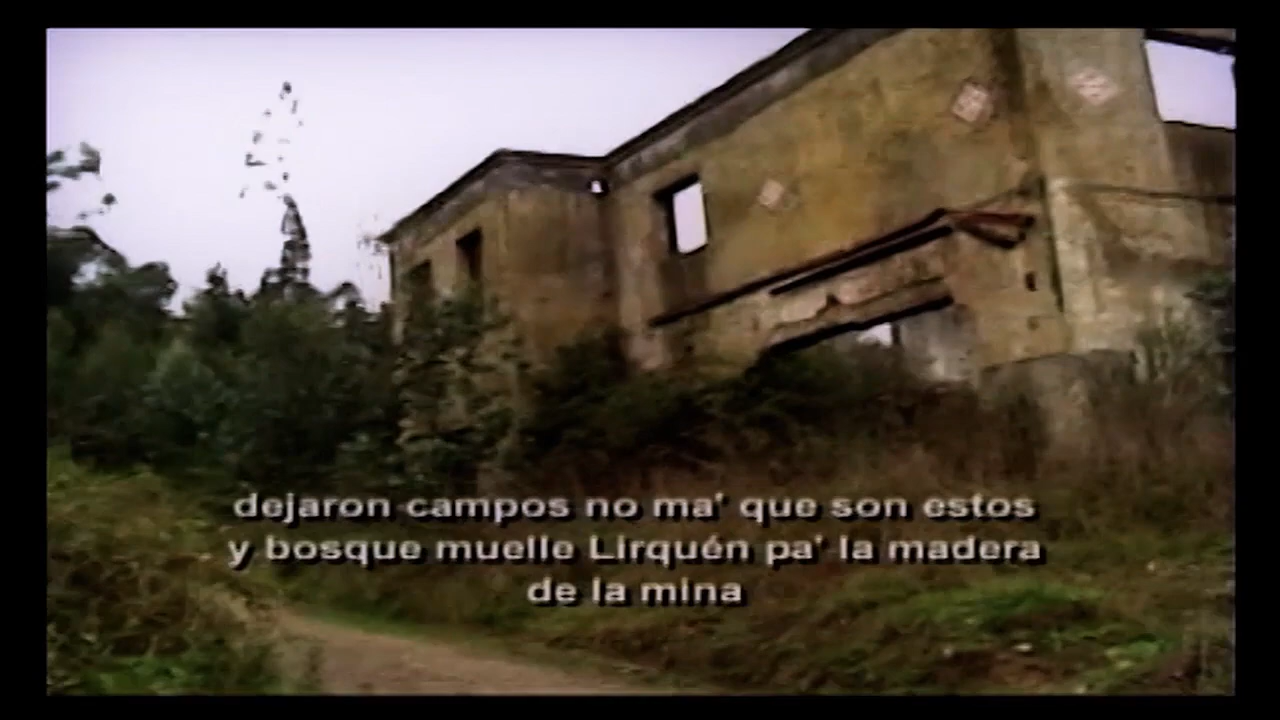 dejaron campos no ma' que son estos
y bosque muelle Lirquén pa' la madera
de la mina